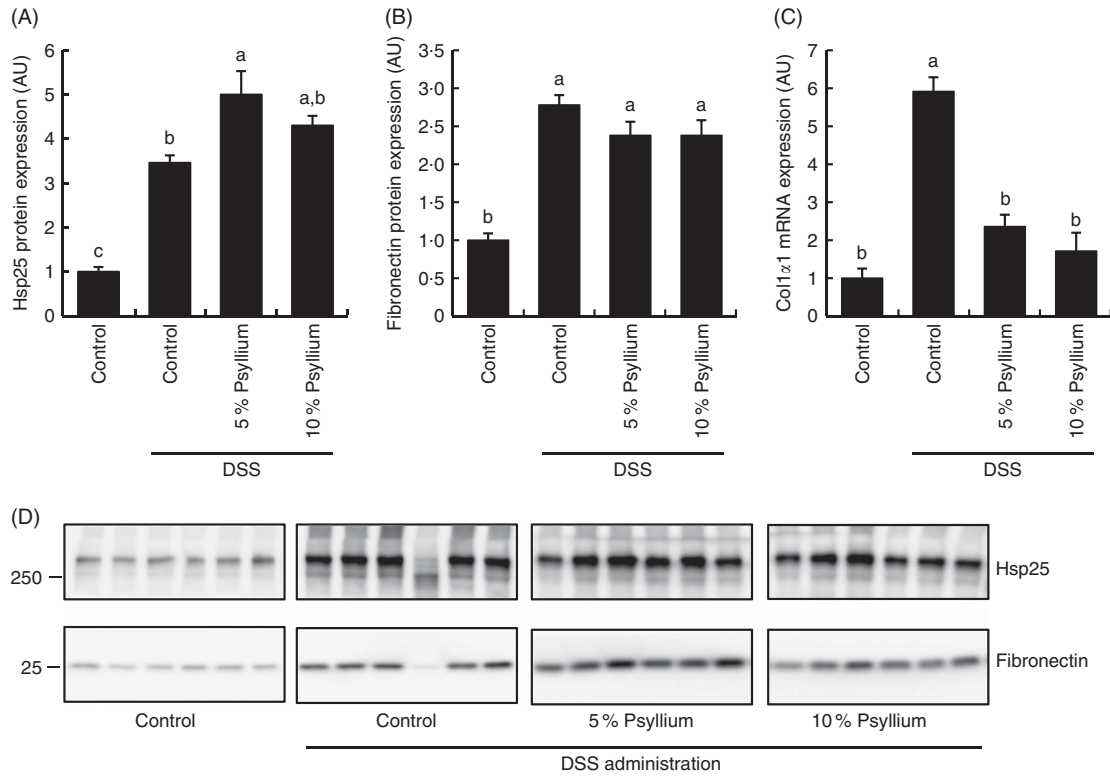 (A)
Hsp25 protein expression (AU)
6
5
4
3
2
1
0
c
b
a
a,b
Control
Control
5 % Psyllium
10 % Psyllium
DSS
(B)
Fibronectin protein expression (AU)
3·0
3·0
2·5
2·0
1·5
1·0
0·5
0
b
a
a
a
Control
Control
5 % Psyllium
10 % Psyllium
DSS
(C)
Col1α1 mRNA expression (AU)
7
6
5
4
3
2
1
0
b
a
b
b
Control
Control
5 % Psyllium
10 % Psyllium
DSS
(D)
250
Hsp25
25
Fibronectin
Control
Control
5 % Psyllium
10 % Psyllium
DSS administration